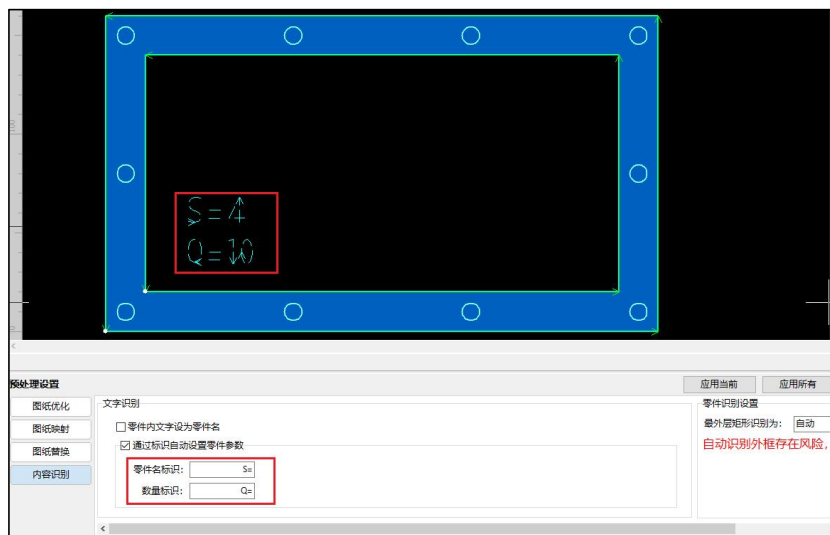 100
0
S=4
Q=10
预处理设置
应用当前
应用所有
图纸优化
图纸映射
图纸替换
内容识别
文字识别
零件内文字设为零件名
通过标识自动设置零件参数
零件名标识: S=
数量标识: Q=
零件识别设置
最外层矩形识别为: 自动
自动识别外框存在风险,